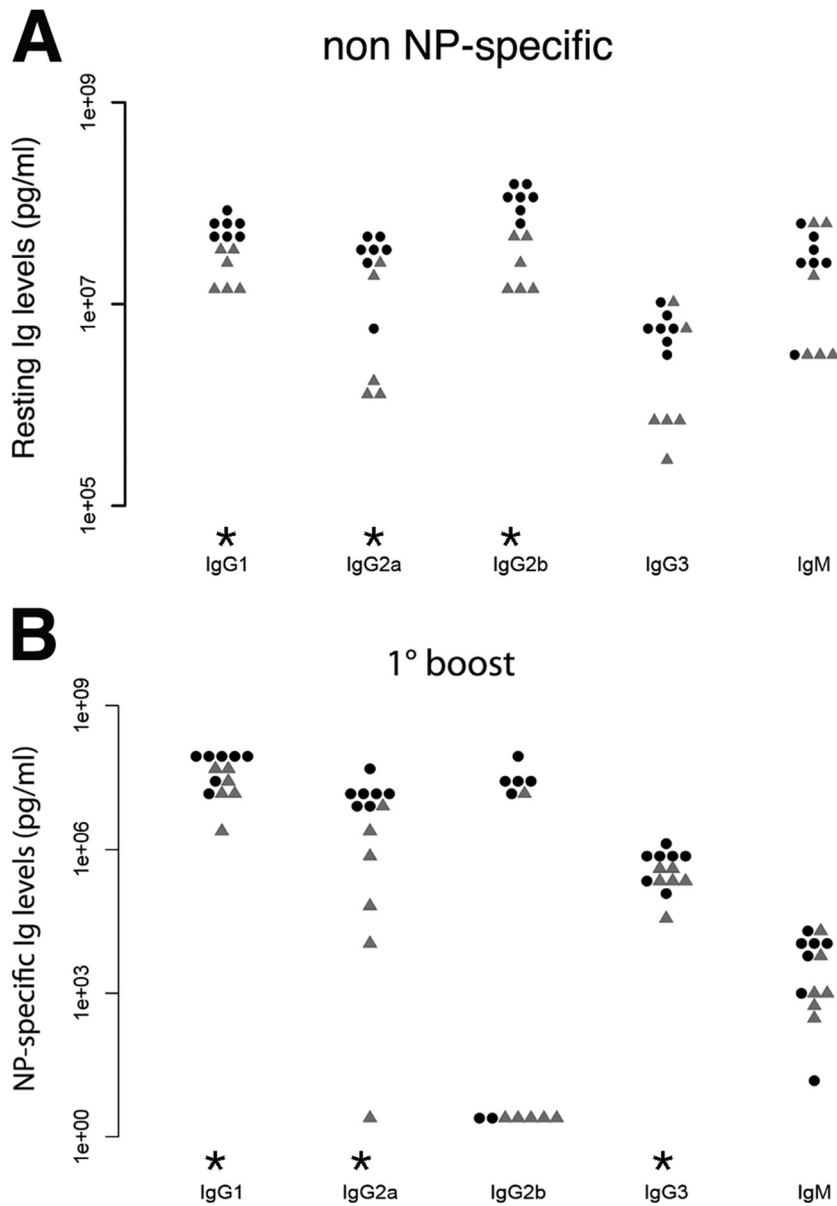 A
non NP-specific
Resting Ig levels (pg/ml)
1e+09
1e+07
1e+05
* * *
IgG1 IgG2a IgG2b IgG3 IgM
B
1° boost
NP-specific Ig levels (pg/ml)
1e+09
1e+06
1e+03
1e+00
* * *
IgG1 IgG2a IgG2b IgG3 IgM